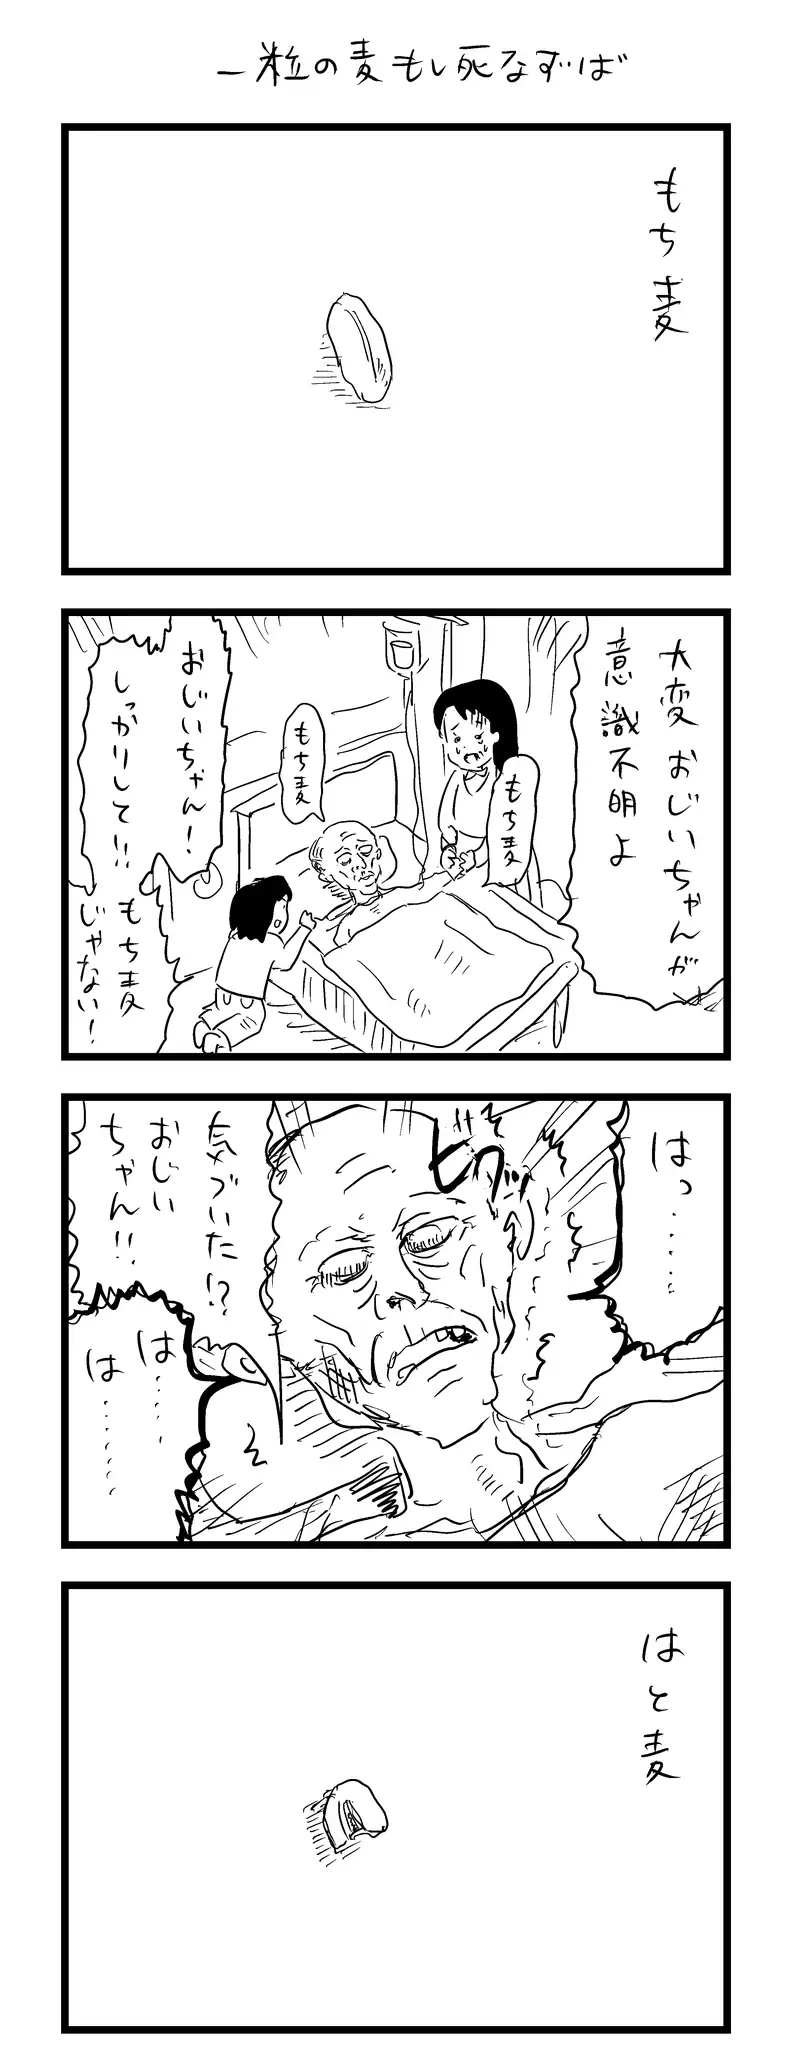 一粒の麦もし死なずば
もち麦
大変おじいちゃんが
意識不明よ
もち麦
もち麦
おじいちゃん!
しっかりして!!
もち麦
じゃない!
はっ……
ビクッ
気づいた!?
おじい
ちゃん!!
は……
は………
はと麦